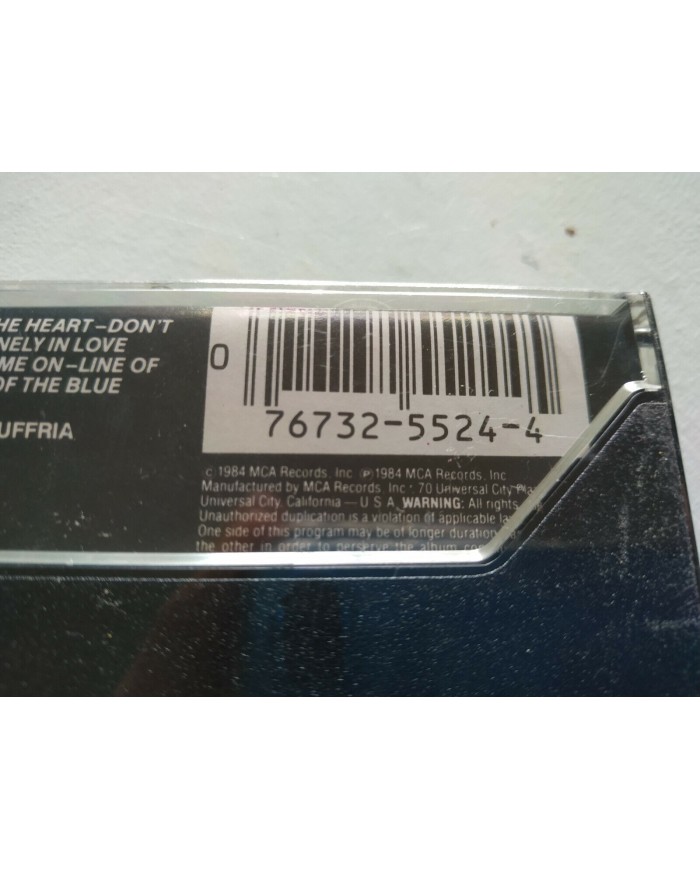 HE HEART–DON'T
NELY IN LOVE
ME ON–LINE OF
OF THE BLUE
UFFRIA
0
76732-5524-4
c 1984 MCA Records, Inc ℗ 1984 MCA Records, Inc
Manufactured by MCA Records, Inc • 70 Universal City
Universal City, California — U S A WARNING: All rights
Unauthorized duplication is a violation of applicable
One side of this program may be of longer duration
the other in order to perserve the album